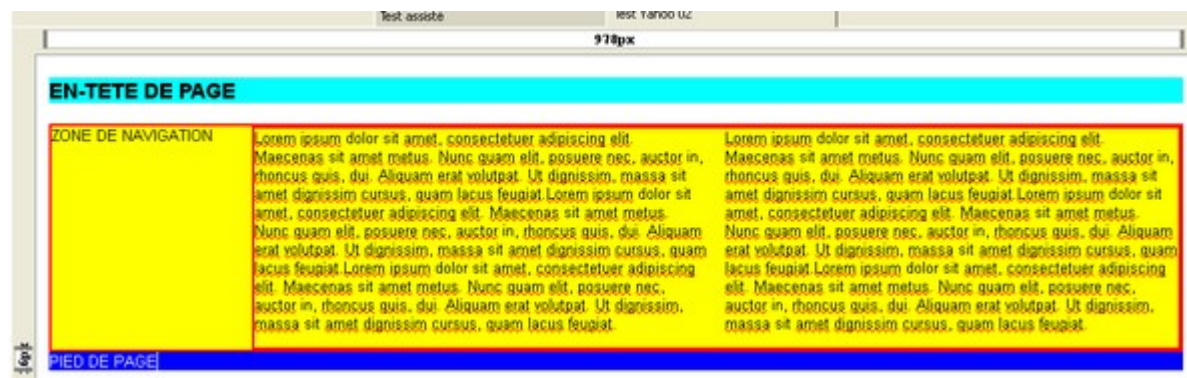 Test assisté
Test Yahoo 02
978px
EN-TETE DE PAGE
ZONE DE NAVIGATION
Lorem ipsum dolor sit amet, consectetuer adipiscing elit.
Maecenas sit amet metus. Nunc quam elit, posuere nec, auctor in,
rhoncus quis, dui. Aliquam erat volutpat. Ut dignissim, massa sit
amet dignissim cursus, quam lacus feugiat.Lorem ipsum dolor sit
amet, consectetuer adipiscing elit. Maecenas sit amet metus.
Nunc quam elit, posuere nec, auctor in, rhoncus quis, dui. Aliquam
erat volutpat. Ut dignissim, massa sit amet dignissim cursus, quam
lacus feugiat.Lorem ipsum dolor sit amet, consectetuer adipiscing
elit. Maecenas sit amet metus. Nunc quam elit, posuere nec,
auctor in, rhoncus quis, dui. Aliquam erat volutpat. Ut dignissim,
massa sit amet dignissim cursus, quam lacus feugiat.
Lorem ipsum dolor sit amet, consectetuer adipiscing elit.
Maecenas sit amet metus. Nunc quam elit, posuere nec, auctor in,
rhoncus quis, dui. Aliquam erat volutpat. Ut dignissim, massa sit
amet dignissim cursus, quam lacus feugiat.Lorem ipsum dolor sit
amet, consectetuer adipiscing elit. Maecenas sit amet metus.
Nunc quam elit, posuere nec, auctor in, rhoncus quis, dui. Aliquam
erat volutpat. Ut dignissim, massa sit amet dignissim cursus, quam
lacus feugiat.Lorem ipsum dolor sit amet, consectetuer adipiscing
elit. Maecenas sit amet metus. Nunc quam elit, posuere nec,
auctor in, rhoncus quis, dui. Aliquam erat volutpat. Ut dignissim,
massa sit amet dignissim cursus, quam lacus feugiat.
PIED DE PAGE